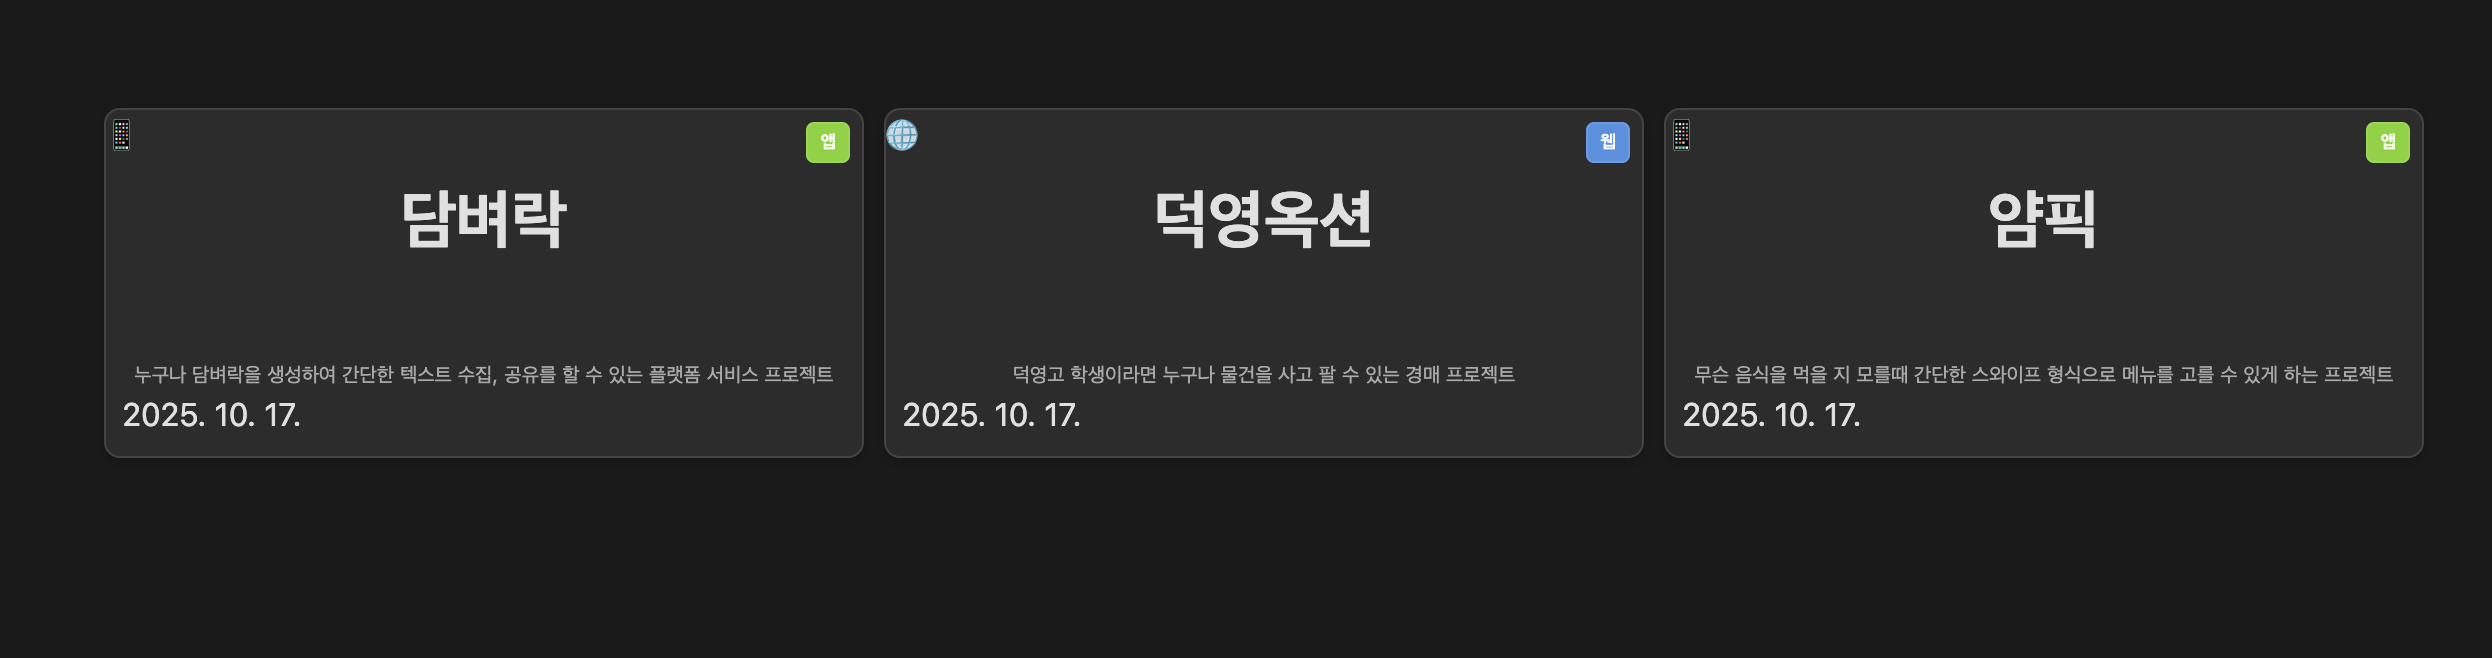 앱
담벼락
누구나 담벼락을 생성하여 간단한 텍스트 수집, 공유를 할 수 있는 플랫폼 서비스 프로젝트
2025. 10. 17.
웹
덕영옥션
덕영고 학생이라면 누구나 물건을 사고 팔 수 있는 경매 프로젝트
2025. 10. 17.
앱
얌픽
무슨 음식을 먹을 지 모를때 간단한 스와이프 형식으로 메뉴를 고를 수 있게 하는 프로젝트
2025. 10. 17.